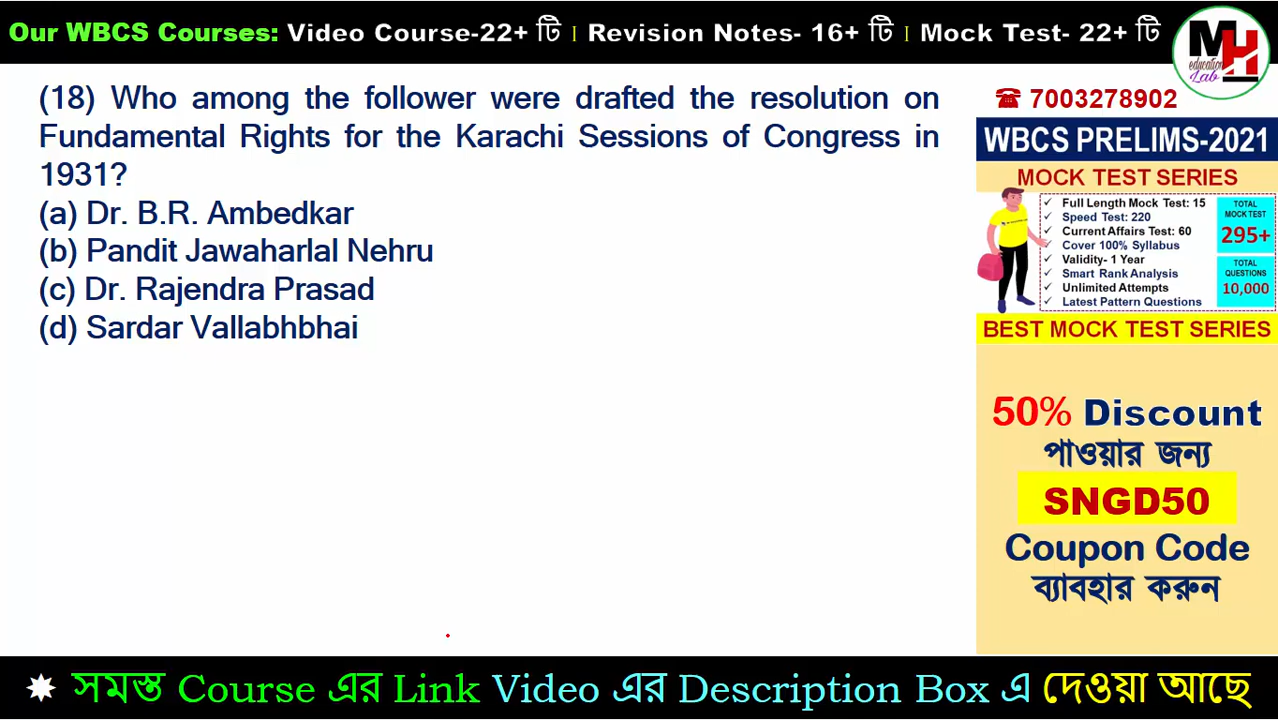 Our WBCS Courses: Video Course-22+ টি I Revision Notes- 16+ টি I Mock Test- 22+ টি
MH
education
Lab
(18) Who among the follower were drafted the resolution on
Fundamental Rights for the Karachi Sessions of Congress in
1931?
(a) Dr. B.R. Ambedkar
(b) Pandit Jawaharlal Nehru
(c) Dr. Rajendra Prasad
(d) Sardar Vallabhbhai
☎ 7003278902
WBCS PRELIMS-2021
MOCK TEST SERIES
✓ Full Length Mock Test: 15
✓ Speed Test: 220
✓ Current Affairs Test: 60
✓ Cover 100% Syllabus
✓ Validity- 1 Year
✓ Smart Rank Analysis
✓ Unlimited Attempts
✓ Latest Pattern Questions
TOTAL
MOCK TEST
295+
TOTAL
QUESTIONS
10,000
BEST MOCK TEST SERIES
50% Discount
পাওয়ার জন্য
SNGD50
Coupon Code
ব্যাবহার করুন
সমস্ত Course এর Link Video এর Description Box এ দেওয়া আছে